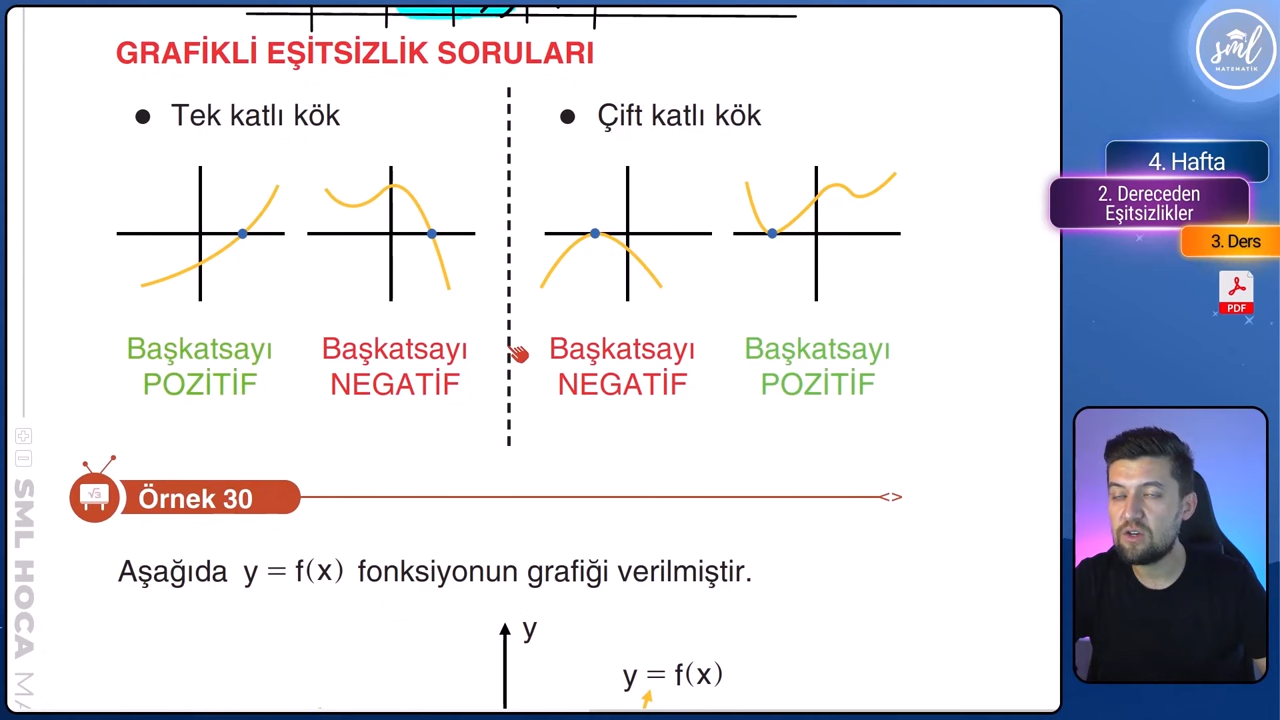 GRAFİKLİ EŞİTSİZLİK SORULARI
● Tek katlı kök
● Çift katlı kök
Başkatsayı
POZİTİF
Başkatsayı
NEGATİF
Başkatsayı
NEGATİF
Başkatsayı
POZİTİF
√3
Örnek 30
<>
Aşağıda y = f(x) fonksiyonun grafiği verilmiştir.
y
y = f(x)
SML HOCA
sml
MATEMATİK
4. Hafta
2. Dereceden
Eşitsizlikler
3. Ders
PDF